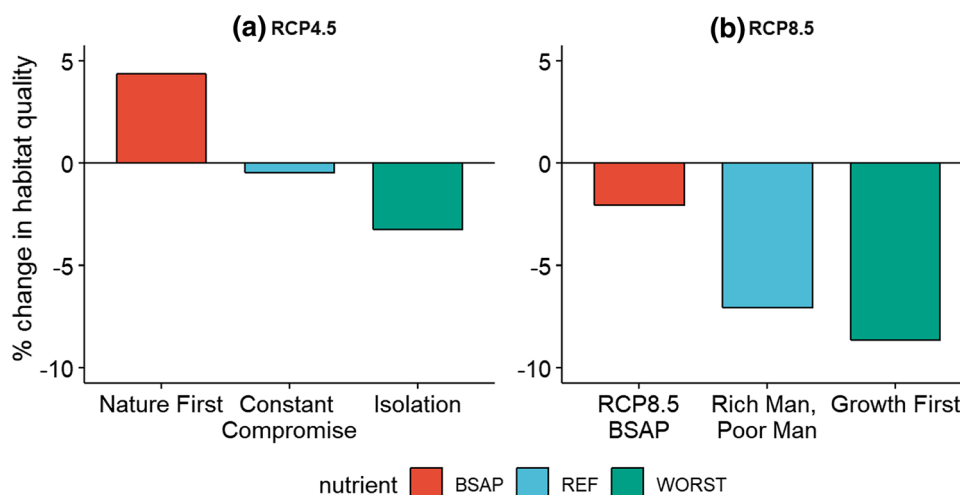 (a) RCP4.5
(b) RCP8.5
% change in habitat quality
5
0
-5
-10
Nature First
Constant
Compromise
Isolation
5
0
-5
-10
RCP8.5
BSAP
Rich Man,
Poor Man
Growth First
nutrient BSAP REF WORST